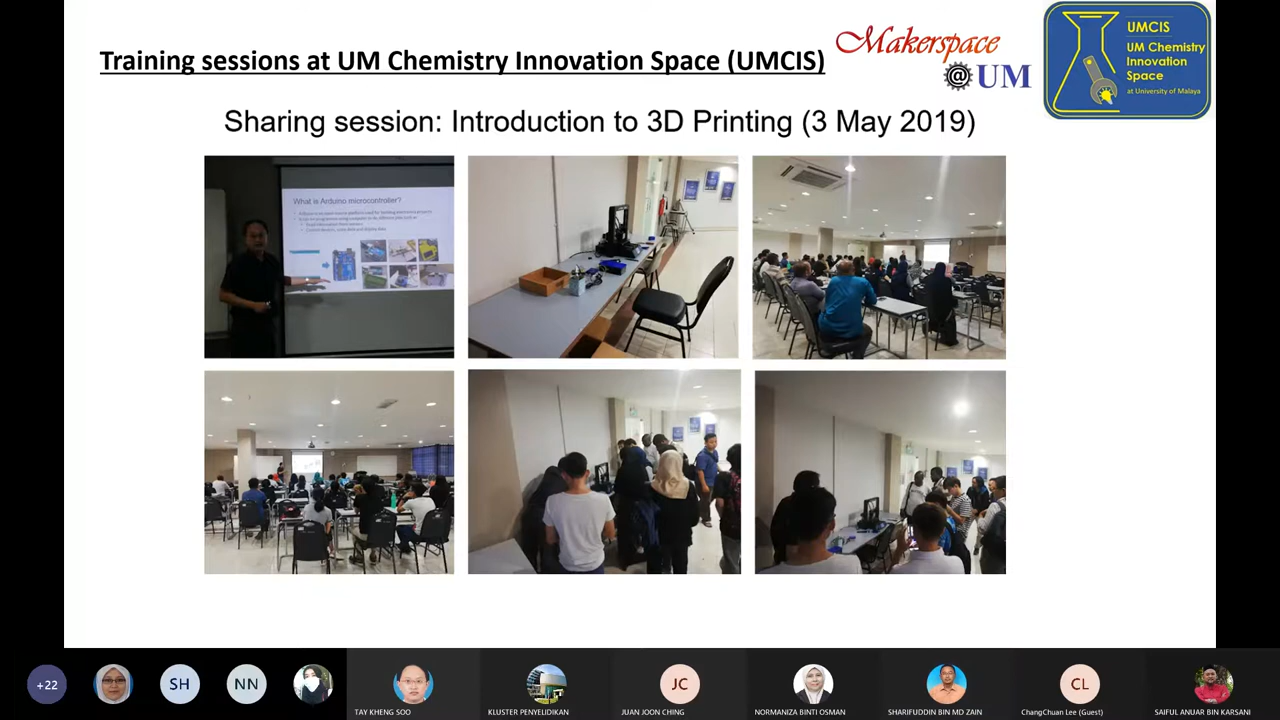 Training sessions at UM Chemistry Innovation Space (UMCIS)
Makerspace
@UM
UMCIS
UM Chemistry
Innovation
Space
at University of Malaya
Sharing session: Introduction to 3D Printing (3 May 2019)
What is Arduino microcontroller?
+22
SH
NN
TAY KHENG SOO
KLUSTER PENYELIDIKAN
JC
JUAN JOON CHING
NORMANIZA BINTI OSMAN
SHARIFUDDIN BIN MD ZAIN
CL
ChangChuan Lee (Guest)
SAIFUL ANUAR BIN KARSANI